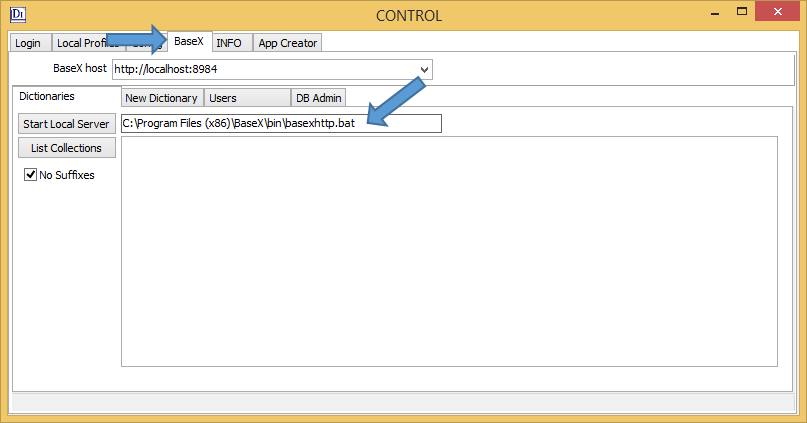 DL
CONTROL
Login Local Profiles Config BaseX INFO App Creator
BaseX host http://localhost:8984
Dictionaries New Dictionary Users DB Admin
Start Local Server C:\Program Files (x86)\BaseX\bin\basexhttp.bat
List Collections
No Suffixes